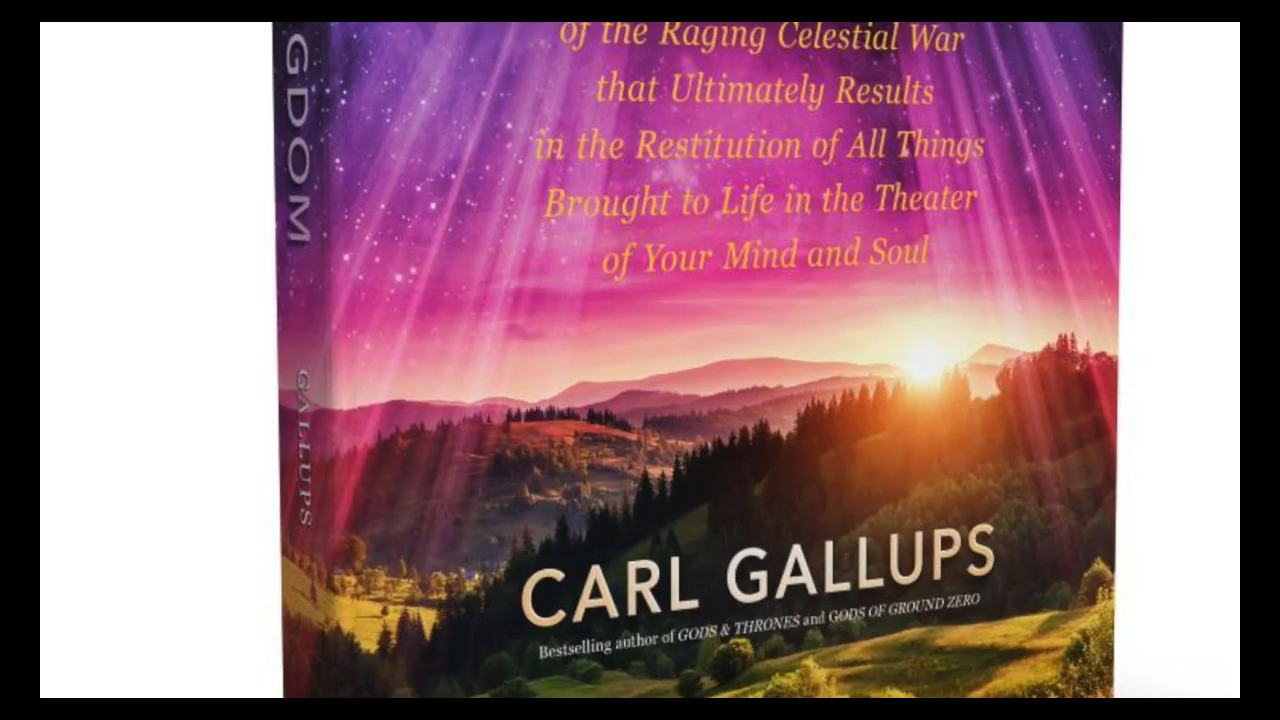 GDOM
GALLUPS
of the Raging Celestial War
that Ultimately Results
in the Restitution of All Things
Brought to Life in the Theater
of Your Mind and Soul
CARL GALLUPS
Bestselling author of GODS & THRONES and GODS OF GROUND ZERO